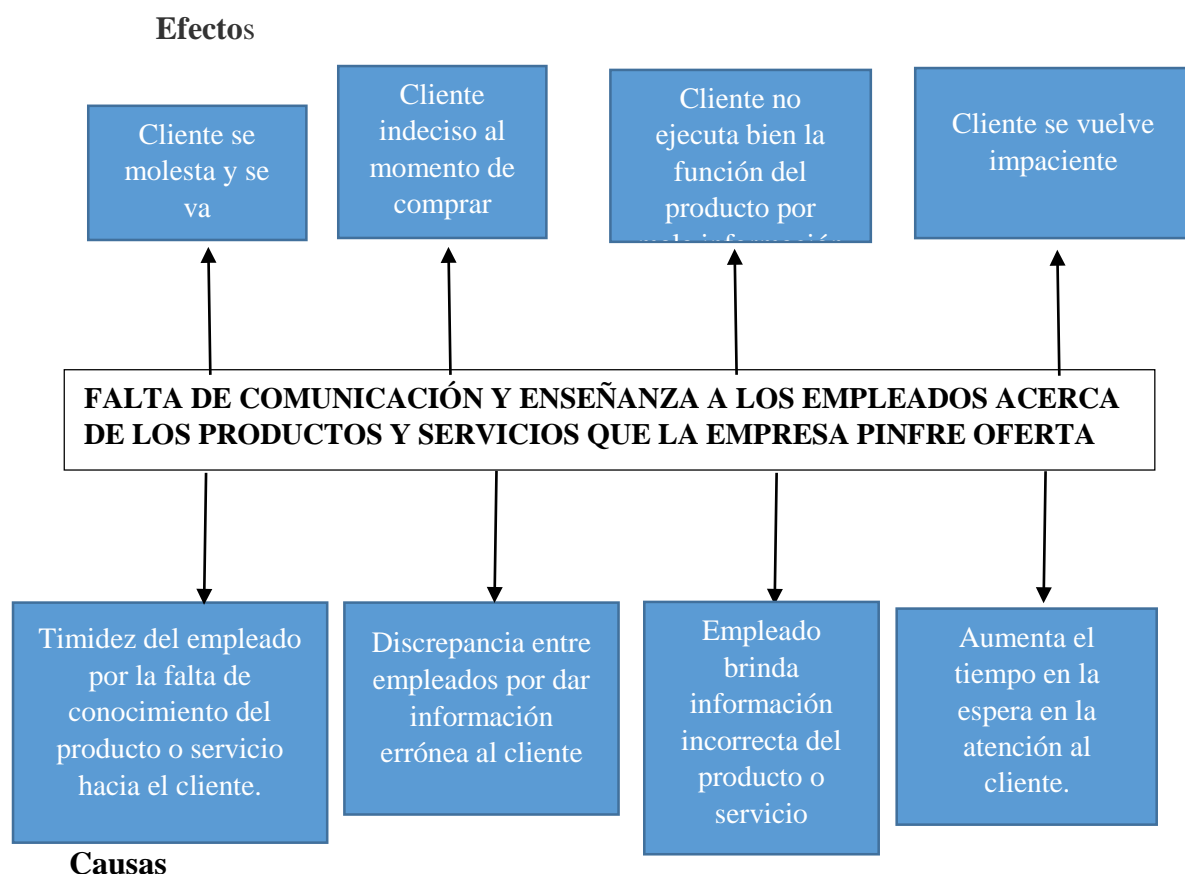 Efectos
Cliente se
molesta y se
va
Cliente
indeciso al
momento de
comprar
Cliente no
ejecuta bien la
función del
producto por
mala información
Cliente se vuelve
impaciente
FALTA DE COMUNICACIÓN Y ENSEÑANZA A LOS EMPLEADOS ACERCA
DE LOS PRODUCTOS Y SERVICIOS QUE LA EMPRESA PINFRE OFERTA
Timidez del empleado
por la falta de
conocimiento del
producto o servicio
hacia el cliente.
Discrepancia entre
empleados por dar
información
errónea al cliente
Empleado
brinda
información
incorrecta del
producto o
servicio
Aumenta el
tiempo en la
espera en la
atención al
cliente.
Causas